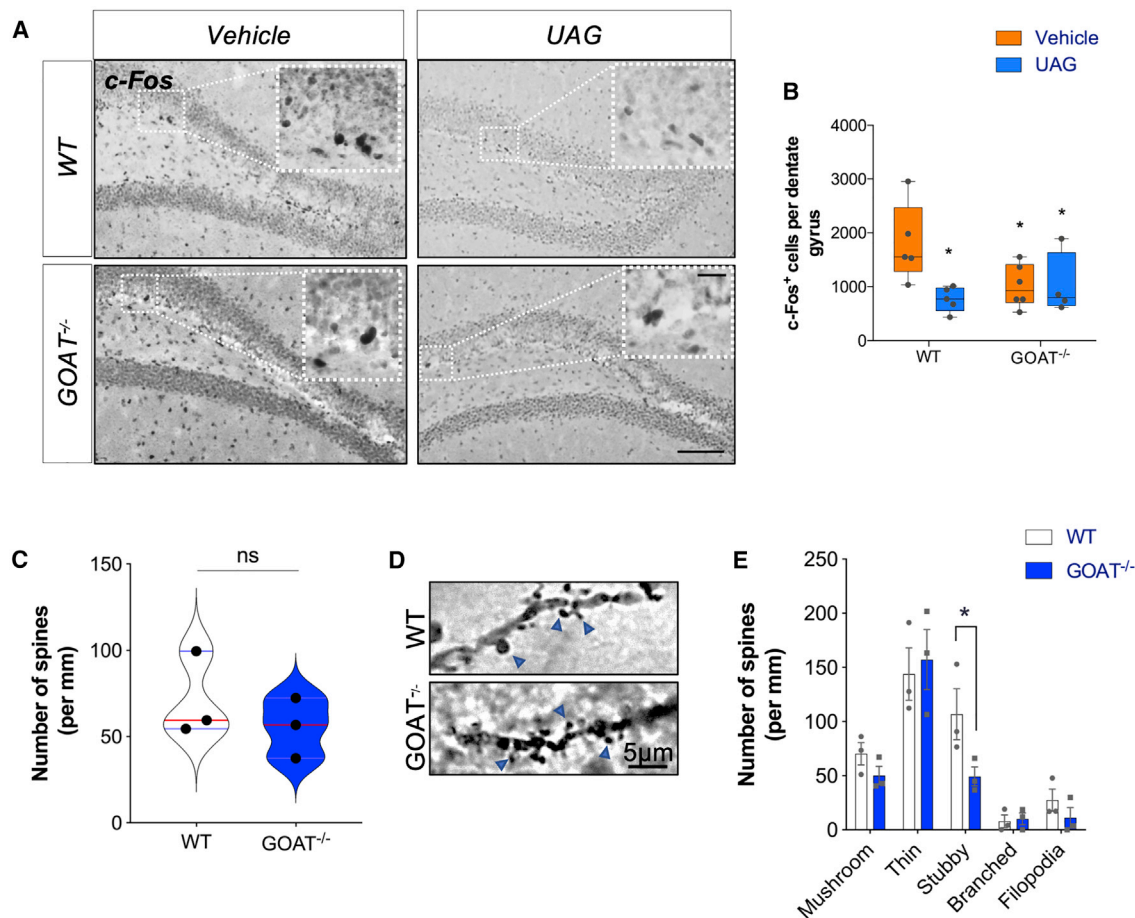 A
Vehicle
UAG
WT
c-Fos
GOAT-/-
B
Vehicle
UAG
c-Fos+ cells per dentate
gyrus
4000
3000
2000
1000
0
*
*
*
WT
GOAT-/-
C
Number of spines
(per mm)
150
100
50
0
ns
WT
GOAT-/-
D
WT
GOAT-/-
5µm
E
WT
GOAT-/-
Number of spines
(per mm)
250
200
150
100
50
0
*
Mushroom
Thin
Stubby
Branched
Filopodia